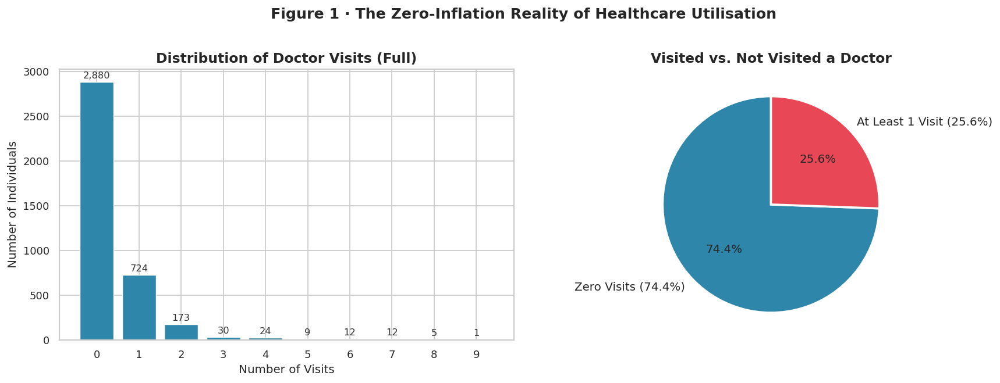 Figure 1 · The Zero-Inflation Reality of Healthcare Utilisation
Distribution of Doctor Visits (Full)
Number of Individuals
3000
2500
2000
1500
1000
500
0
2,880
724
173
30
24
9
12
12
5
1
0 1 2 3 4 5 6 7 8 9
Number of Visits
Visited vs. Not Visited a Doctor
At Least 1 Visit (25.6%)
25.6%
74.4%
Zero Visits (74.4%)